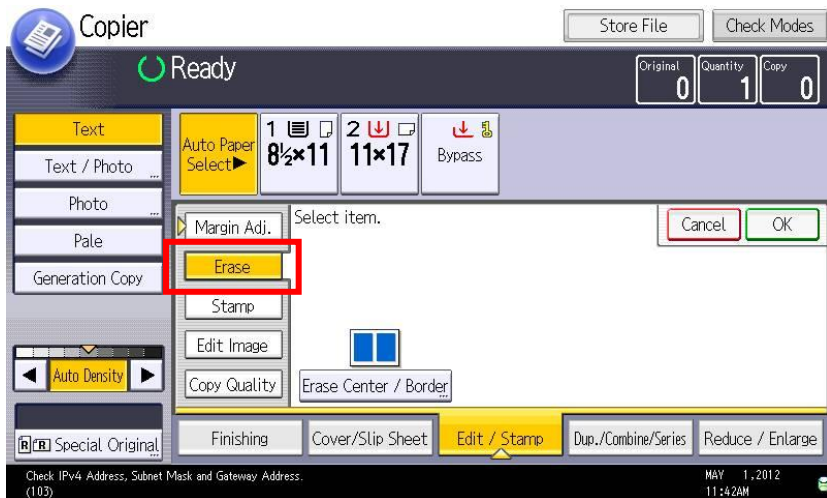 Copier
Store File
Check Modes
Ready
Original
0
Quantity
1
Copy
0
Text
Text / Photo
Photo
Pale
Generation Copy
Auto Paper
Select▶
1
8½×11
2
11×17
Bypass
Margin Adj.
Select item.
Cancel
OK
Erase
Stamp
Edit Image
Copy Quality
Erase Center / Border
◀ Auto Density ▶
R R Special Original
Finishing
Cover/Slip Sheet
Edit / Stamp
Dup./Combine/Series
Reduce / Enlarge
Check IPv4 Address, Subnet Mask and Gateway Address.
(103)
MAY 1,2012
11:42AM